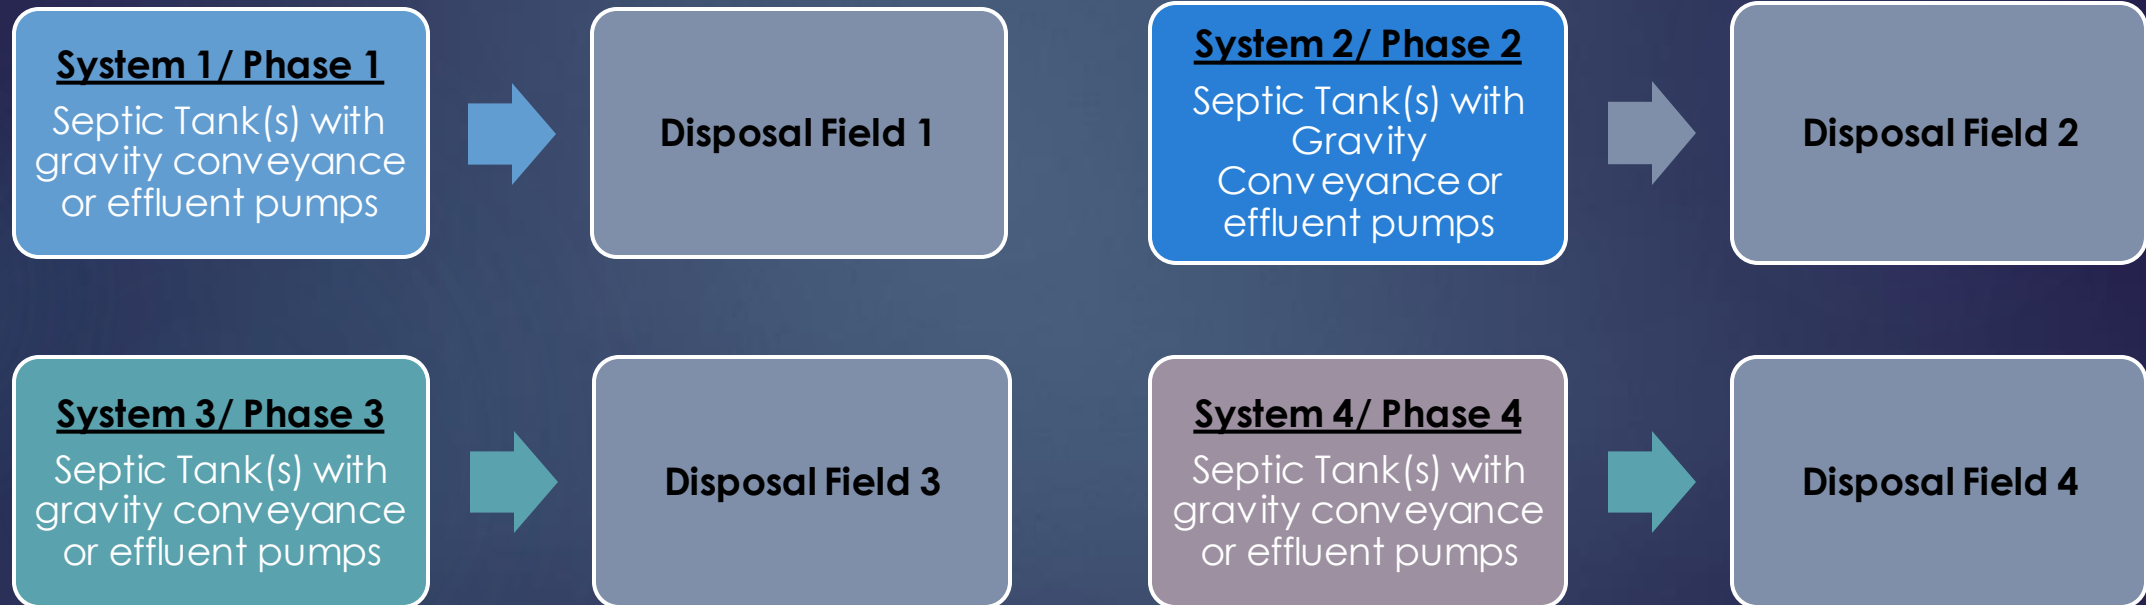 System 1/ Phase 1
Septic Tank(s) with
gravity conveyance
or effluent pumps
Disposal Field 1
System 2/ Phase 2
Septic Tank(s) with
Gravity
Conveyance or
effluent pumps
Disposal Field 2
System 3/ Phase 3
Septic Tank(s) with
gravity conveyance
or effluent pumps
Disposal Field 3
System 4/ Phase 4
Septic Tank(s) with
gravity conveyance
or effluent pumps
Disposal Field 4